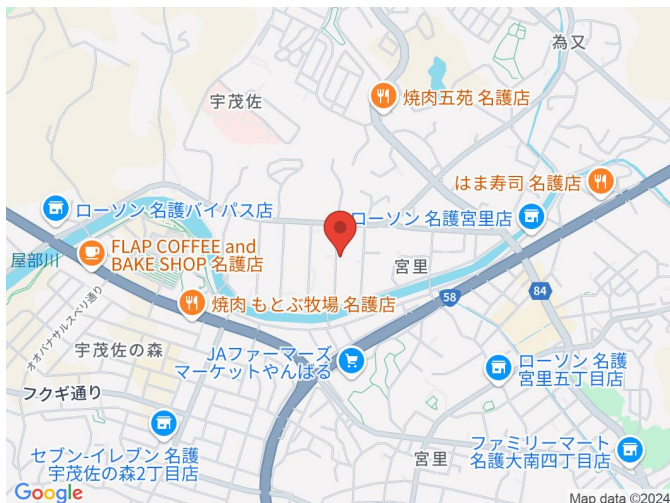 為又
宇茂佐
焼肉五苑 名護店
はま寿司 名護店
ローソン 名護バイパス店
ローソン 名護宮里店
FLAP COFFEE and
BAKE SHOP 名護店
屋部川
宮里
オオバナサルスベリ通り
焼肉 もとぶ牧場 名護店
58
84
宇茂佐の森
JAファーマーズ
マーケットやんばる
ローソン 名護
宮里五丁目店
フクギ通り
セブン-イレブン 名護
宇茂佐の森2丁目店
宮里
ファミリーマート
名護大南四丁目店
Google
Map data ©2024